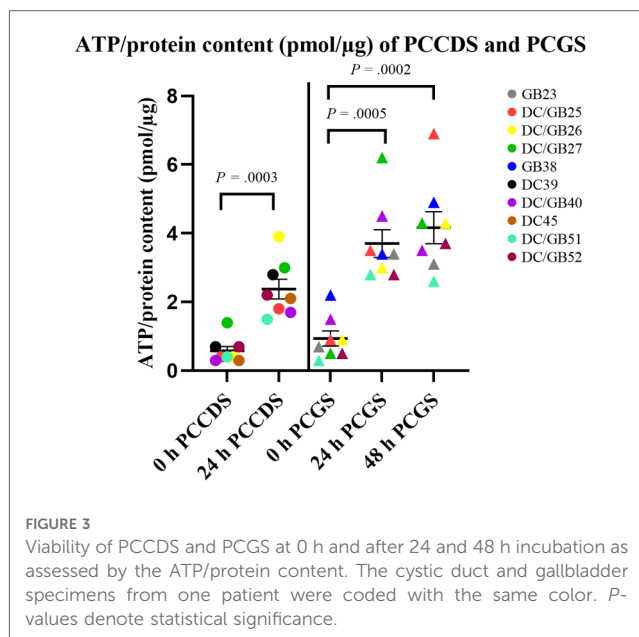 ATP/protein content (pmol/μg) of PCCDS and PCGS
P = .0002
P = .0005
P = .0003
ATP/protein content (pmol/μg)
8
6
4
2
0
0 h PCCDS
24 h PCCDS
0 h PCGS
24 h PCGS
48 h PCGS
GB23
DC/GB25
DC/GB26
DC/GB27
GB38
DC39
DC/GB40
DC45
DC/GB51
DC/GB52
FIGURE 3
Viability of PCCDS and PCGS at 0 h and after 24 and 48 h incubation as
assessed by the ATP/protein content. The cystic duct and gallbladder
specimens from one patient were coded with the same color. P-
values denote statistical significance.